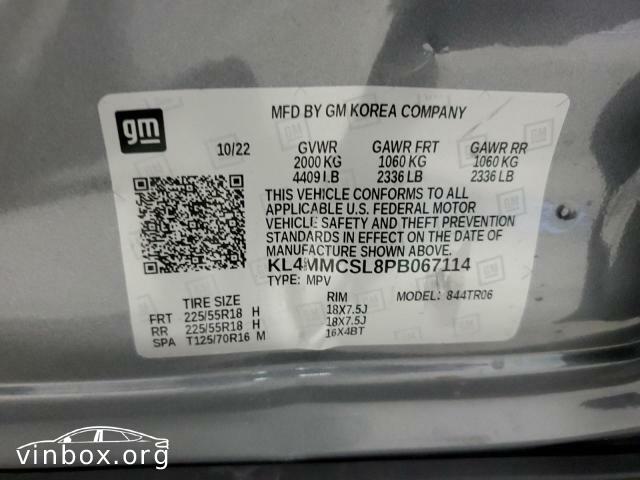 gm
MFD BY GM KOREA COMPANY
10/22 GVWR GAWR FRT GAWR RR
2000 KG 1060 KG 1060 KG
4409 LB 2336 LB 2336 LB
THIS VEHICLE CONFORMS TO ALL
APPLICABLE U.S. FEDERAL MOTOR
VEHICLE SAFETY AND THEFT PREVENTION
STANDARDS IN EFFECT ON THE DATE OF
MANUFACTURE SHOWN ABOVE.
KL4MMCSL8PB067114
TYPE: MPV MODEL: 844TR06
TIRE SIZE RIM
FRT 225/55R18 H 18X7.5J
RR 225/55R18 H 18X7.5J
SPA T125/70R16 M 16X4BT
vinbox.org